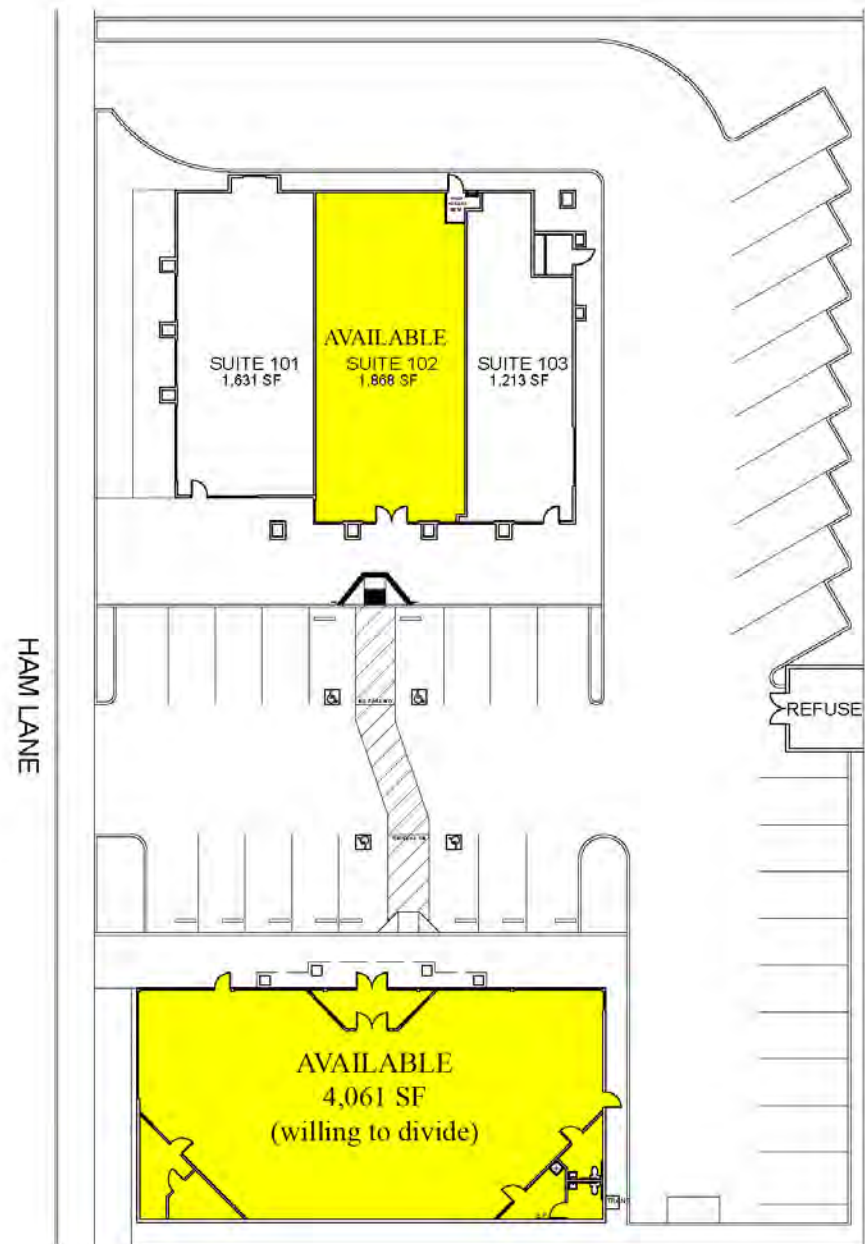 AVAILABLE
SUITE 101
1,631 SF
SUITE 102
1,868 SF
SUITE 103
1,213 SF
HAM LANE
REFUSE
AVAILABLE
4,061 SF
(willing to divide)